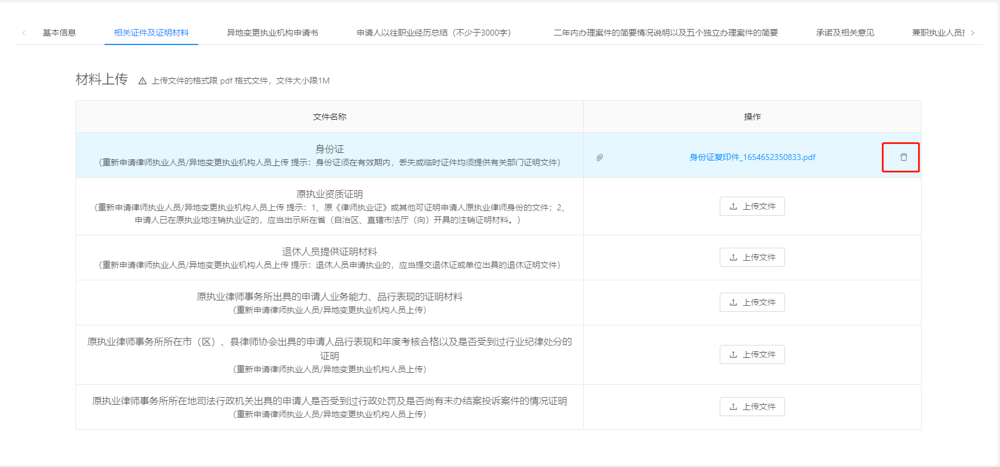 基本信息 相关证件及证明材料 异地变更执业机构申请书 申请人以往职业经历总结（不少于3000字） 二年内办理案件的简要情况说明以及五个独立办理案件的简要 承诺及相关意见 兼职执业人员
材料上传 上传文件的格式限 pdf 格式文件，文件大小限1M
文件名称 操作
身份证
（重新申请律师执业人员/异地变更执业机构人员上传 提示：身份证须在有效期内，丢失或临时证件均须提供有关部门证明文件）
身份证复印件_1654652350833.pdf
原执业资质证明
（重新申请律师执业人员/异地变更执业机构人员上传 提示：1、原《律师执业证》或其他可证明申请人原执业律师身份的文件；2、
申请人已在原执业地注销执业证的，应当出示所在省（自治区、直辖市法厅（向）开具的注销证明材料。）
上传文件
退休人员提供证明材料
（重新申请律师执业人员/异地变更执业机构人员上传 提示：退休人员申请执业的，应当提交退休证或单位出具的退休证明文件）
上传文件
原执业律师事务所出具的申请人业务能力、品行表现的证明材料
（重新申请律师执业人员/异地变更执业机构人员上传）
上传文件
原执业律师事务所所在市（区）、县律师协会出具的申请人品行表现和年度考核合格以及是否受到过行业纪律处分的
证明
（重新申请律师执业人员/异地变更执业机构人员上传）
上传文件
原执业律师事务所所在地司法行政机关出具的申请人是否受到过行政处罚及是否尚有未办结案投诉案件的情况证明
（重新申请律师执业人员/异地变更执业机构人员上传）
上传文件